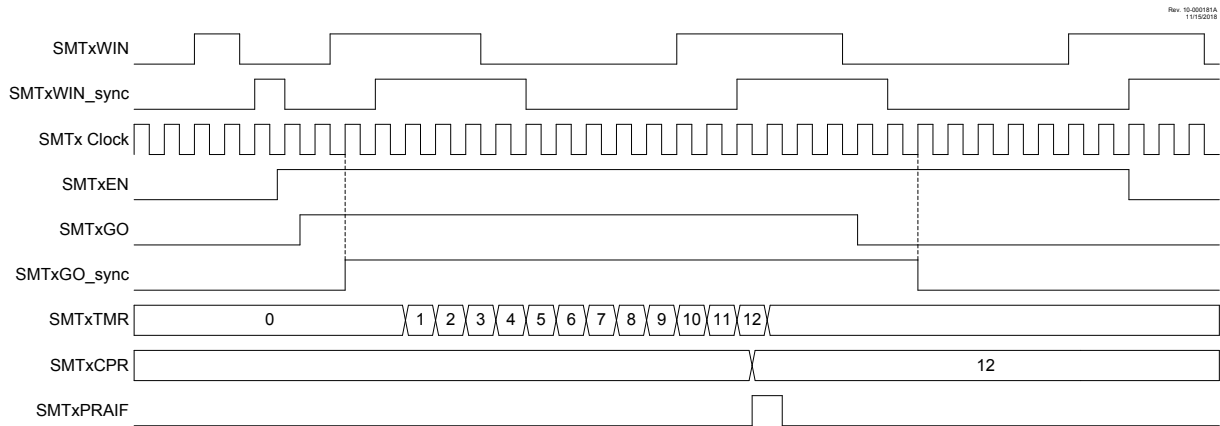 Rev. 10-000181A
11/15/2018
SMTxWIN
SMTxWIN_sync
SMTx Clock
SMTxEN
SMTxGO
SMTxGO_sync
SMTxTMR 0 1 2 3 4 5 6 7 8 9 10 11 12
SMTxCPR 12
SMTxPRAIF